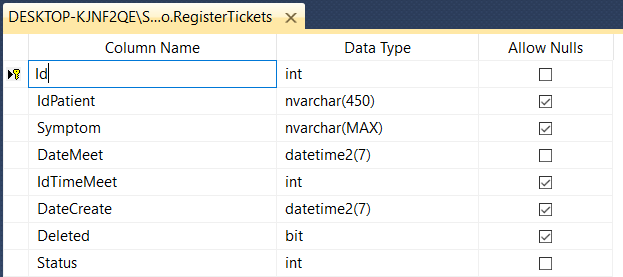 DESKTOP-KJNF2QE\S...o.RegisterTickets
Column Name Data Type Allow Nulls
Id int
IdPatient nvarchar(450)
Symptom nvarchar(MAX)
DateMeet datetime2(7)
IdTimeMeet int
DateCreate datetime2(7)
Deleted bit
Status int